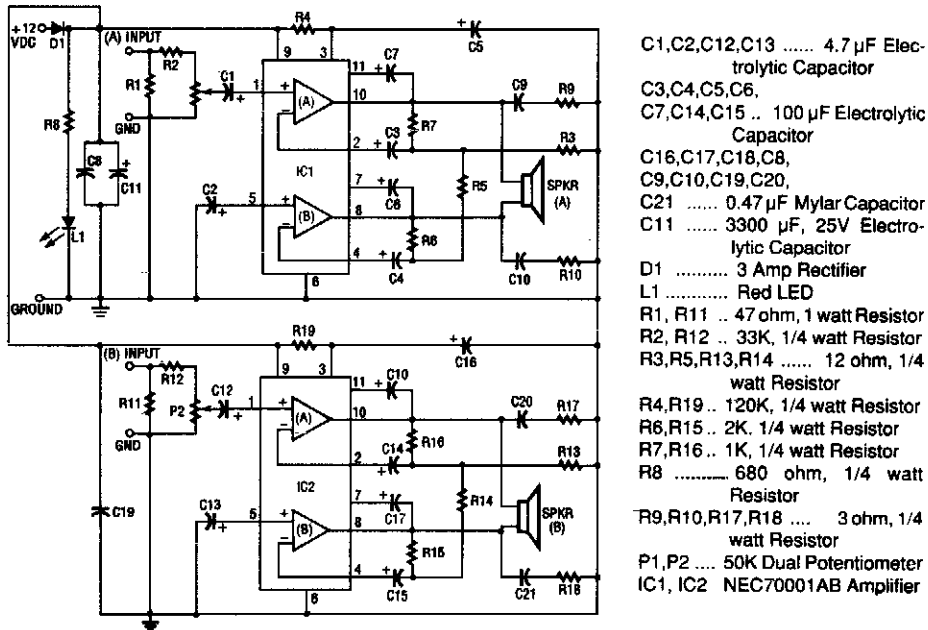 +12
VDC
D1
(A) INPUT
R2
R1
C1
GND
R8
C8
C11
L1
GROUND
R4
9
3
C5
1
+
(A)
−
11
C7
10
C9
R9
R7
C3
2
R3
R5
IC1
C2
5
+
(B)
−
7
C6
8
R6
4
C4
6
SPKR
(A)
C10
R10
R19
9
3
C16
(B) INPUT
R12
R11
P2
C12
GND
1
+
(A)
−
11
C10
10
C20
R17
R16
C14
2
R13
R14
IC2
C19
C13
5
+
(B)
−
7
C17
8
R15
4
C15
6
SPKR
(B)
C21
R18
C1,C2,C12,C13 ...... 4.7 µF Elec-
trolytic Capacitor
C3,C4,C5,C6,
C7,C14,C15 .. 100 µF Electrolytic
Capacitor
C16,C17,C18,C8,
C9,C10,C19,C20,
C21 ...... 0.47 µF Mylar Capacitor
C11 ...... 3300 µF, 25V Electro-
lytic Capacitor
D1 .......... 3 Amp Rectifier
L1 ............ Red LED
R1, R11 .. 47 ohm, 1 watt Resistor
R2, R12 .. 33K, 1/4 watt Resistor
R3,R5,R13,R14 ...... 12 ohm, 1/4
watt Resistor
R4,R19 .. 120K, 1/4 watt Resistor
R6,R15 .. 2K, 1/4 watt Resistor
R7,R16 .. 1K, 1/4 watt Resistor
R8 .......... 680 ohm, 1/4 watt
Resistor
R9,R10,R17,R18 .... 3 ohm, 1/4
watt Resistor
P1,P2 .... 50K Dual Potentiometer
IC1, IC2 NEC70001AB Amplifier